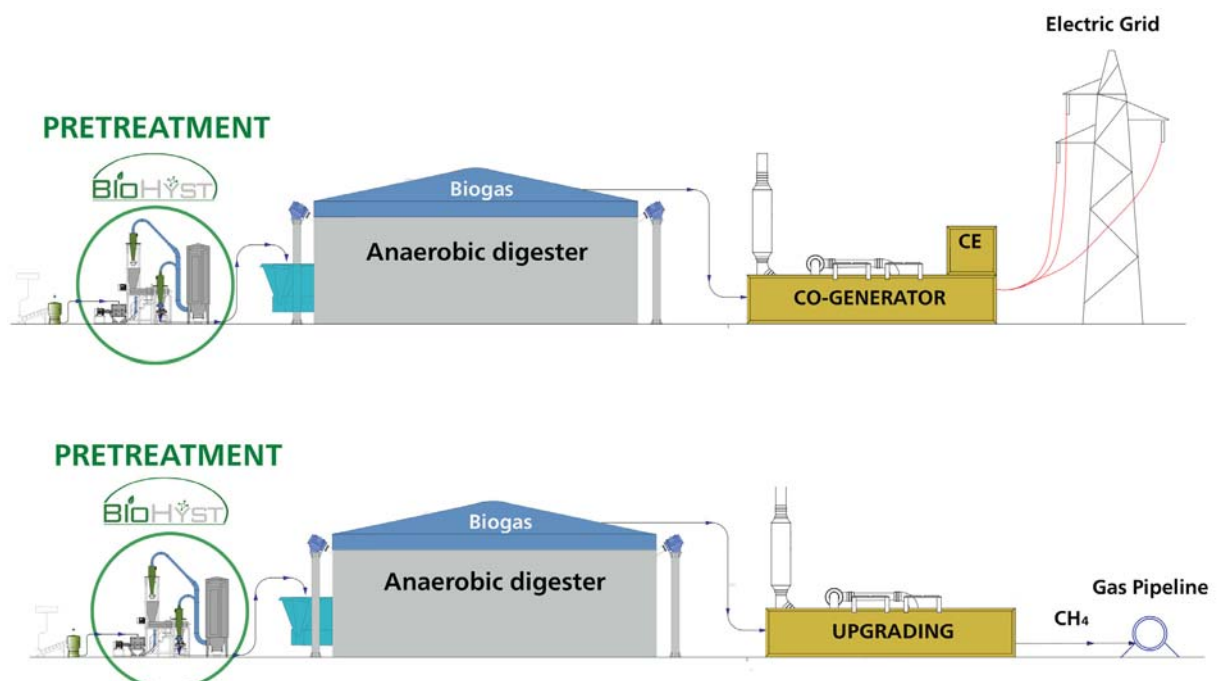 Electric Grid
PRETREATMENT
BIOHYST
Biogas
Anaerobic digester
CE
CO-GENERATOR
PRETREATMENT
BIOHYST
Biogas
Anaerobic digester
UPGRADING
CH₄
Gas Pipeline